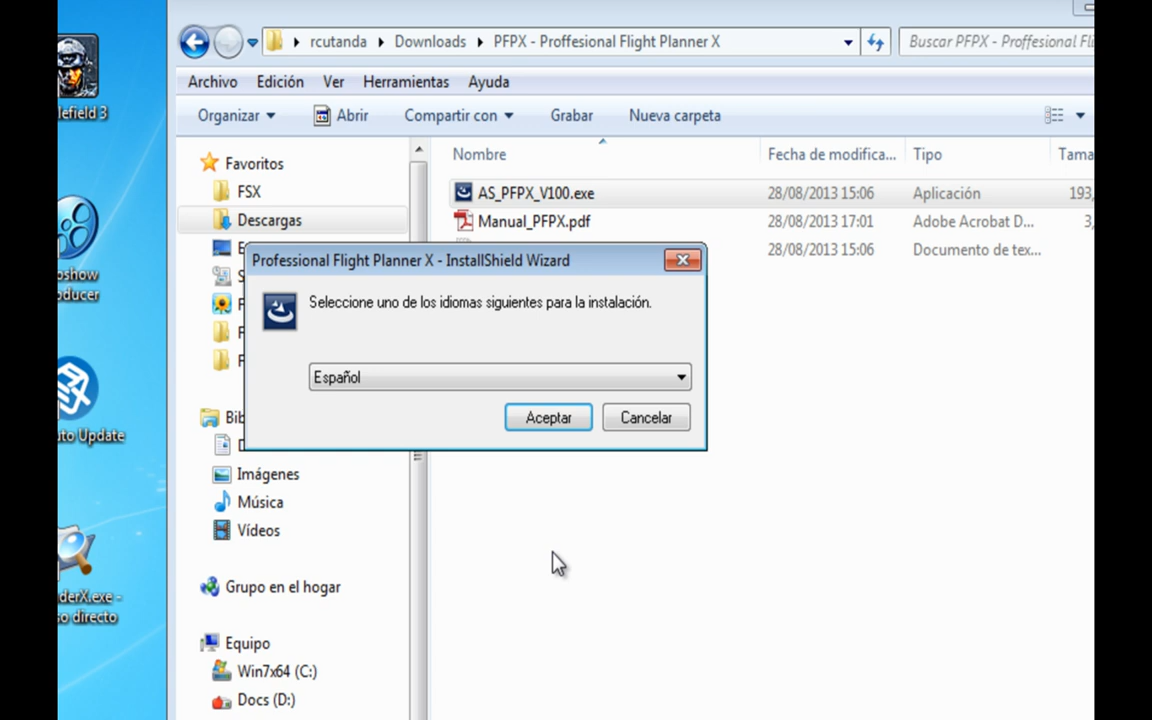 rcutanda Downloads PFPX - Proffesional Flight Planner X
Buscar PFPX - Proffesional Fli
Archivo Edición Ver Herramientas Ayuda
Organizar Abrir Compartir con Grabar Nueva carpeta
lefield 3
Favoritos
FSX
Descargas
Nombre Fecha de modifica... Tipo Tama
AS_PFPX_V100.exe 28/08/2013 15:06 Aplicación 193,
Manual_PFPX.pdf 28/08/2013 17:01 Adobe Acrobat D... 3,
28/08/2013 15:06 Documento de tex...
Professional Flight Planner X - InstallShield Wizard
Seleccione uno de los idiomas siguientes para la instalación.
Español
Aceptar Cancelar
oshow
oducer
uto Update
Bib
Imágenes
Música
Vídeos
Grupo en el hogar
Equipo
Win7x64 (C:)
Docs (D:)
derX.exe -
so directo